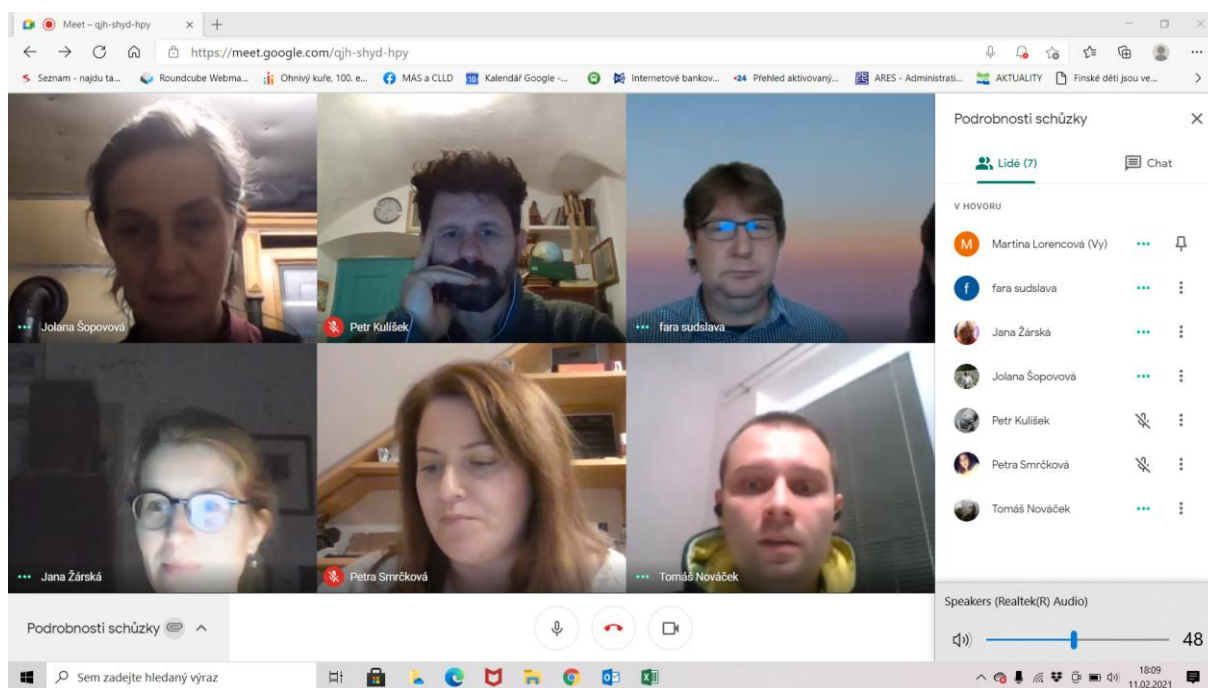 Meet – qjh-shyd-hpy
https://meet.google.com/qjh-shyd-hpy
Seznam - najdu ta...
Roundcube Webma...
Ohnivý kuře, 100. e...
MAS a CLLD
Kalendář Google -...
Internetové bankov...
Přehled aktivovaný...
ARES - Administrati...
AKTUALITY
Finské děti jsou ve...
Jolana Šopovová
Petr Kulíšek
fara sudslava
Jana Žárská
Petra Smrčková
Tomáš Nováček
Podrobnosti schůzky
Lidé (7)
Chat
V HOVORU
M
Martina Lorencová (Vy)
f
fara sudslava
Jana Žárská
Jolana Šopovová
Petr Kulíšek
Petra Smrčková
Tomáš Nováček
Speakers (Realtek(R) Audio)
48
Podrobnosti schůzky
Sem zadejte hledaný výraz
18:09
11.02.2021